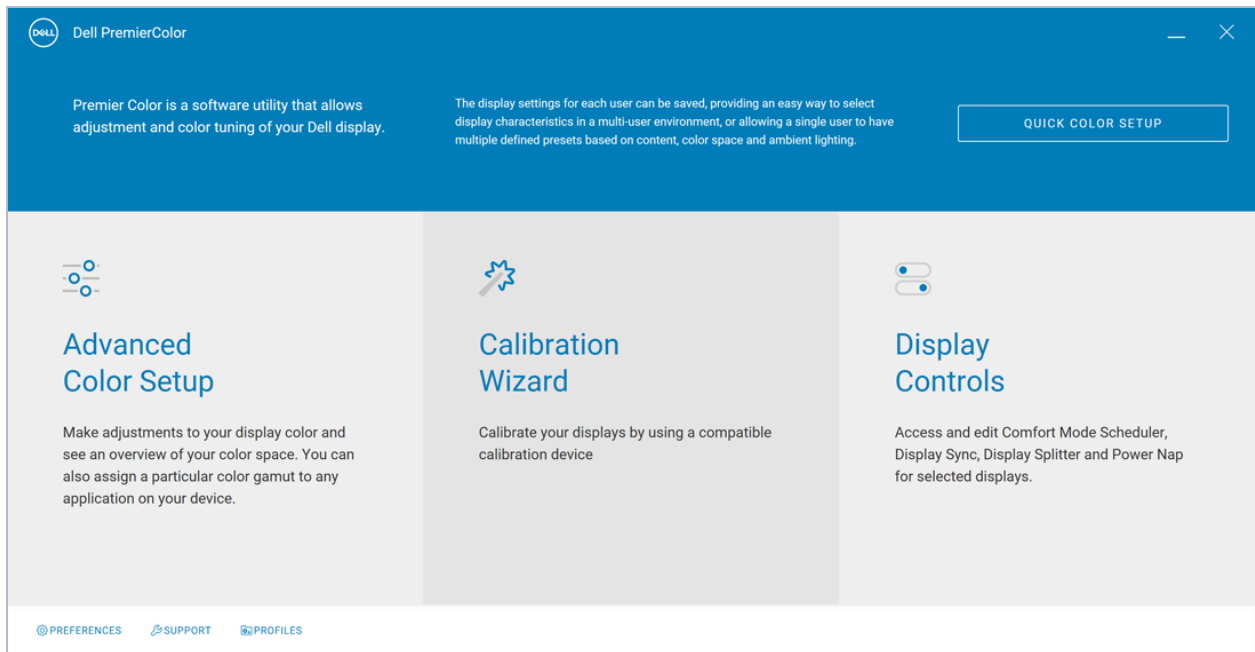 DELL
Dell PremierColor
Premier Color is a software utility that allows
adjustment and color tuning of your Dell display.
The display settings for each user can be saved, providing an easy way to select
display characteristics in a multi-user environment, or allowing a single user to have
multiple defined presets based on content, color space and ambient lighting.
QUICK COLOR SETUP
Advanced
Color Setup
Make adjustments to your display color and
see an overview of your color space. You can
also assign a particular color gamut to any
application on your device.
Calibration
Wizard
Calibrate your displays by using a compatible
calibration device
Display
Controls
Access and edit Comfort Mode Scheduler,
Display Sync, Display Splitter and Power Nap
for selected displays.
PREFERENCES
SUPPORT
PROFILES